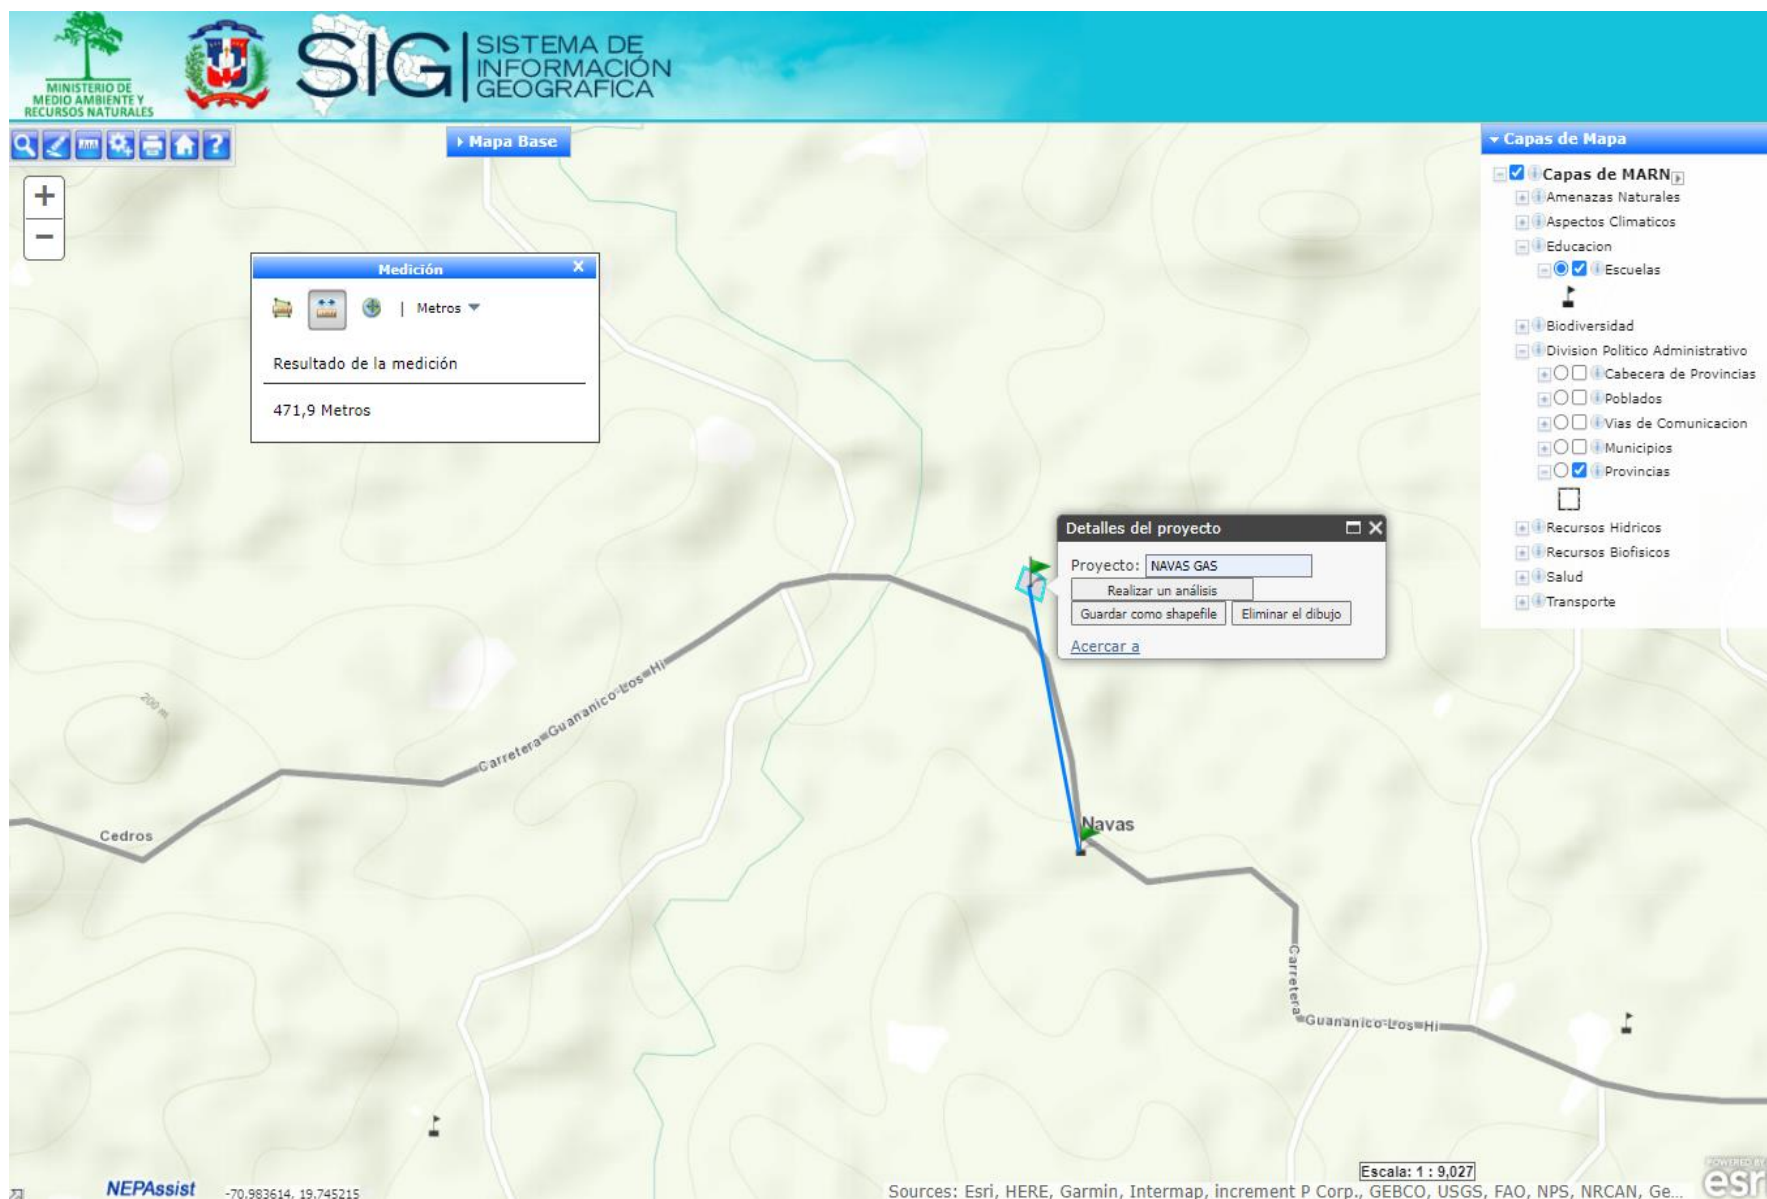 MINISTERIO DE
MEDIO AMBIENTE Y
RECURSOS NATURALES
SIG
SISTEMA DE
INFORMACIÓN
GEOGRÁFICA
Mapa Base
Capas de Mapa
+
−
Capas de MARN
Amenazas Naturales
Aspectos Climaticos
Educacion
Escuelas
Biodiversidad
Division Politico Administrativo
Cabecera de Provincias
Poblados
Vias de Comunicacion
Municipios
Provincias
Recursos Hidricos
Recursos Biofisicos
Salud
Transporte
Medición X
| Metros
Resultado de la medición
471,9 Metros
Detalles del proyecto
Proyecto: NAVAS GAS
Realizar un análisis
Guardar como shapefile Eliminar el dibujo
Acercar a
200 m
Carretera Guananico-Los Hi
Cedros
Navas
Carretera
Guananico-Los Hi
Escala: 1 : 9,027
POWERED BY
esri
NEPAssist -70.983614, 19.745215
Sources: Esri, HERE, Garmin, Intermap, increment P Corp., GEBCO, USGS, FAO, NPS, NRCAN, Ge...